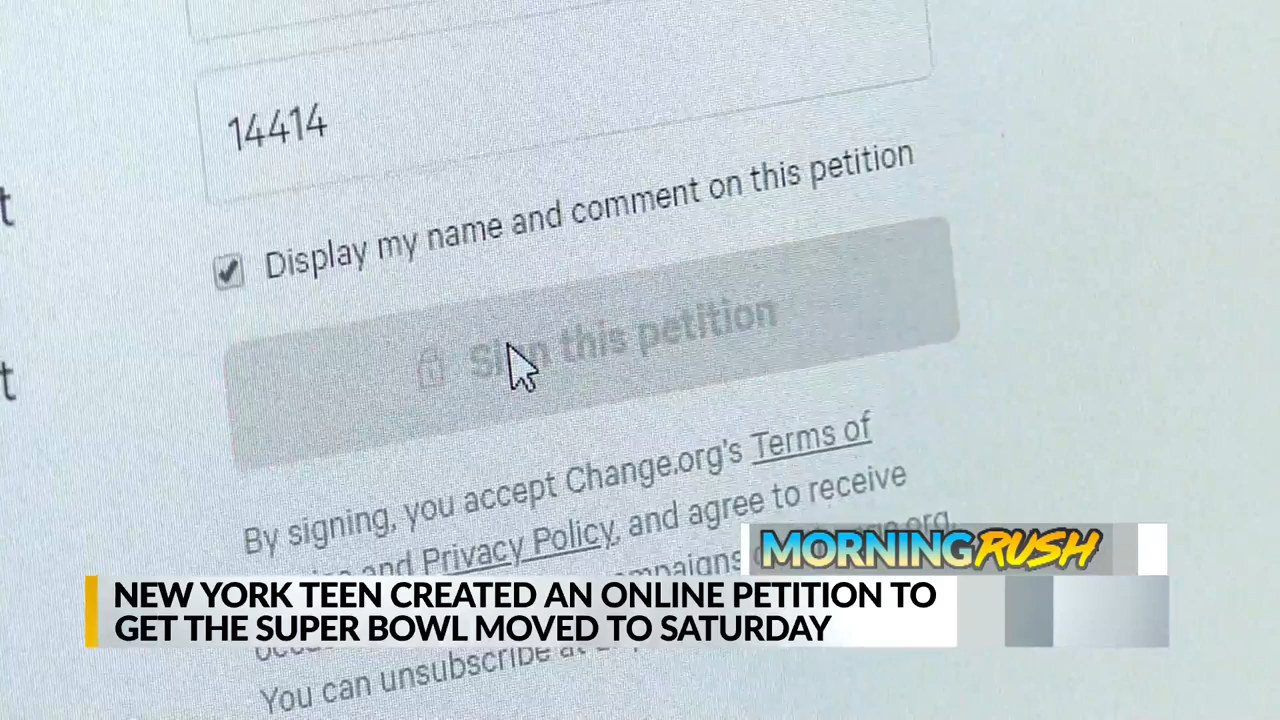 14414
t
Display my name and comment on this petition
Sign this petition
t
By signing, you accept Change.org's Terms of
and Privacy Policy, and agree to receive
MORNING RUSH
NEW YORK TEEN CREATED AN ONLINE PETITION TO
GET THE SUPER BOWL MOVED TO SATURDAY
You can unsubscribe at